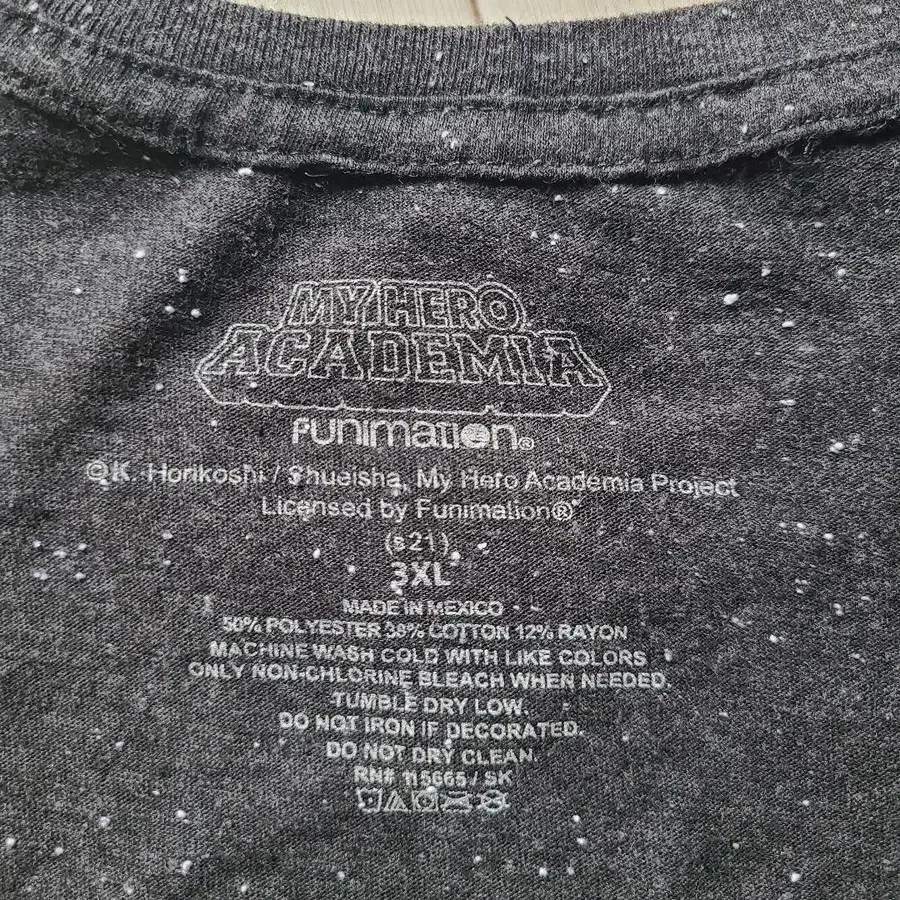 MY HERO
ACADEMIA
FUnimaTiOn®
©K. Horikoshi / Shueisha, My Hero Academia Project
Licensed by Funimation®
(s21)
3XL
MADE IN MEXICO
50% POLYESTER 38% COTTON 12% RAYON
MACHINE WASH COLD WITH LIKE COLORS
ONLY NON-CHLORINE BLEACH WHEN NEEDED.
TUMBLE DRY LOW.
DO NOT IRON IF DECORATED.
DO NOT DRY CLEAN.
RN# 115665 / SK